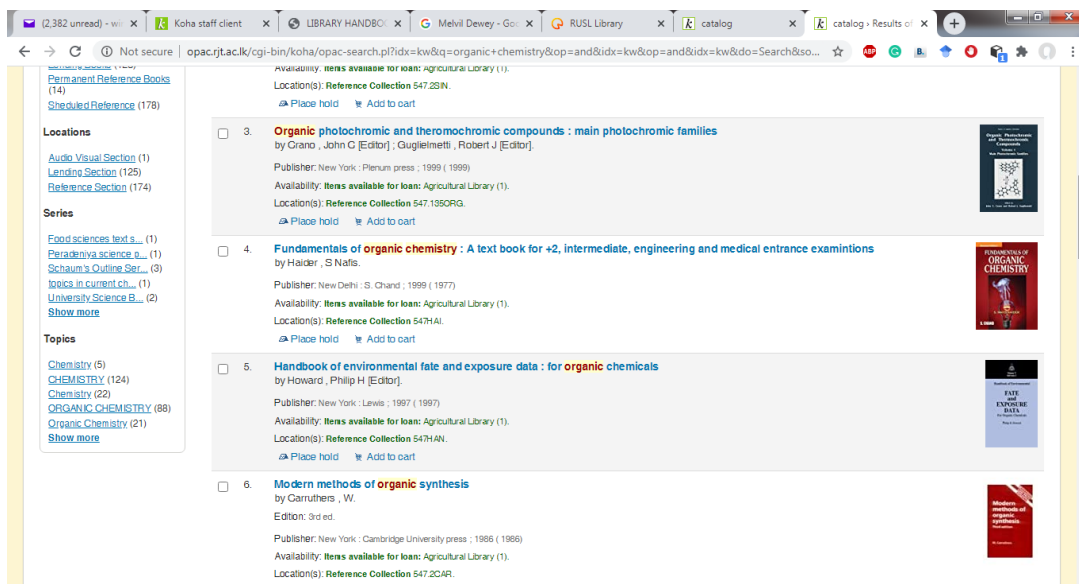 (2,382 unread) - wi
Koha staff client
LIBRARY HANDBO
Melvil Dewey - Goo
RUSL Library
catalog
catalog › Results of
Not secure | opac.rjt.ac.lk/cgi-bin/koha/opac-search.pl?idx=kw&q=organic+chemistry&op=and&idx=kw&op=and&idx=kw&do=Search&so...
Permanent Reference Books
(14)
Sheduled Reference (178)
Locations
Audio Visual Section (1)
Lending Section (125)
Reference Section (174)
Series
Food sciences text s... (1)
Peradeniya science p... (1)
Schaum's Outline Ser... (3)
topics in current ch... (1)
University Science B... (2)
Show more
Topics
Chemistry (5)
CHEMISTRY (124)
Chemistry (22)
ORGANIC CHEMISTRY (88)
Organic Chemistry (21)
Show more
Availability: Items available for loan: Agricultural Library (1).
Location(s): Reference Collection 547.2SIN.
Place hold Add to cart
3. Organic photochromic and theromochromic compounds : main photochromic families
by Crano , John C [Editor] ; Guglielmetti , Robert J [Editor].
Publisher: New York : Plenum press ; 1999 ( 1999)
Availability: Items available for loan: Agricultural Library (1).
Location(s): Reference Collection 547.135ORG.
Place hold Add to cart
4. Fundamentals of organic chemistry : A text book for +2, intermediate, engineering and medical entrance examintions
by Haider , S Nafis.
Publisher: New Delhi : S. Chand ; 1999 ( 1977)
Availability: Items available for loan: Agricultural Library (1).
Location(s): Reference Collection 547HAI.
Place hold Add to cart
FUNDAMENTALS OF
ORGANIC
CHEMISTRY
5. Handbook of environmental fate and exposure data : for organic chemicals
by Howard , Philip H [Editor].
Publisher: New York : Lewis ; 1997 ( 1997)
Availability: Items available for loan: Agricultural Library (1).
Location(s): Reference Collection 547HAN.
Place hold Add to cart
FATE
and
EXPOSURE
DATA
6. Modern methods of organic synthesis
by Carruthers , W.
Edition: 3rd ed.
Publisher: New York : Cambridge University press ; 1986 ( 1986)
Availability: Items available for loan: Agricultural Library (1).
Location(s): Reference Collection 547.2CAR.
Modern
methods of
organic
synthesis